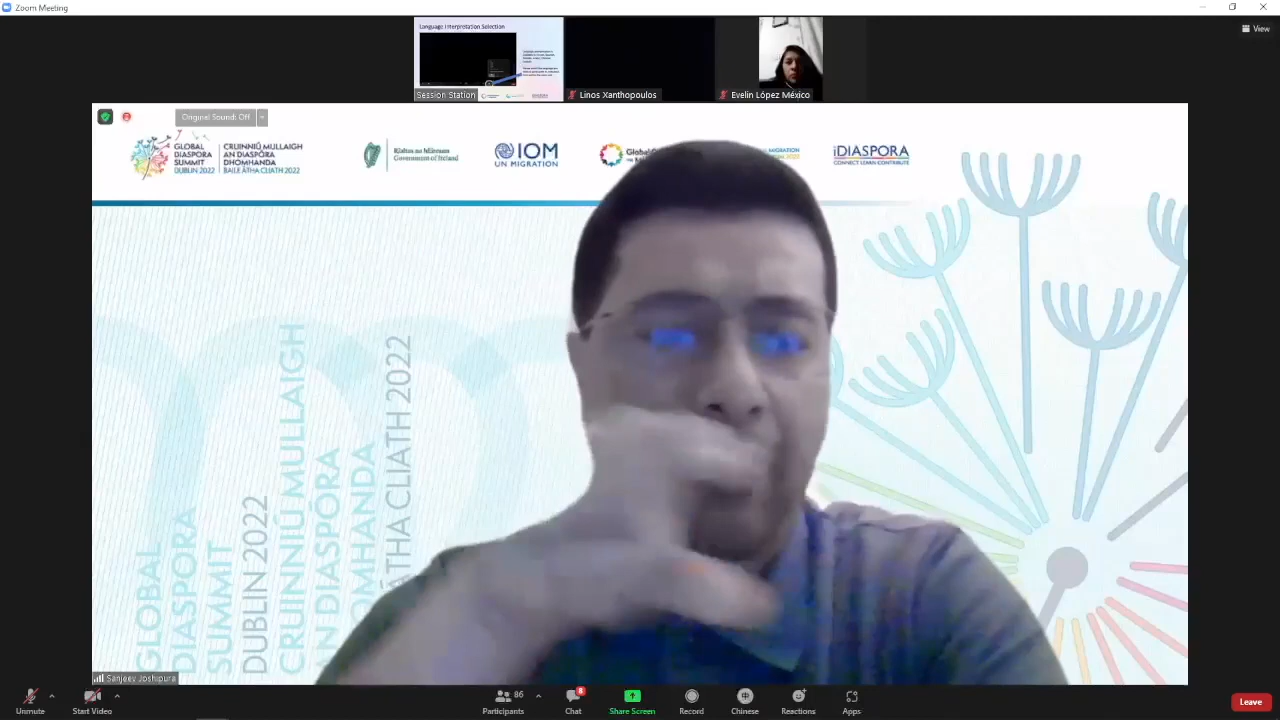 Zoom Meeting
View
Language Interpretation Selection
Session Station
Linos Xanthopoulos
Evelín López México
Original Sound: Off
GLOBAL
DIASPORA
SUMMIT
DUBLIN 2022
CRUINNIÚ MULLAIGH
AN DIASPÓRA
DHOMHANDA
BAILE ÁTHA CLIATH 2022
Rialtas na hÉireann
Government of Ireland
IOM
UN MIGRATION
iDIASPORA
CONNECT LEARN CONTRIBUTE
GLOBAL
DIASPORA
SUMMIT
DUBLIN 2022
CRUINNIÚ MULLAIGH
AN DIASPÓRA
OMHANDA
ÁTHA CLIATH 2022
Sanjeev Joshipura
Unmute
Start Video
86
Participants
8
Chat
Share Screen
Record
Chinese
Reactions
Apps
Leave